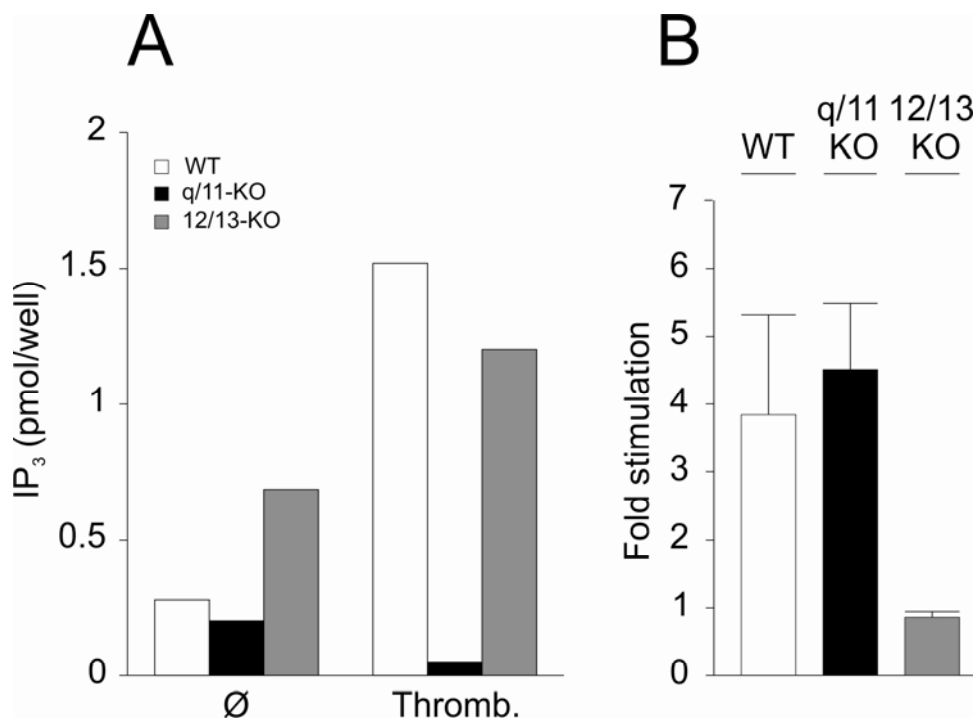 A
IP₃ (pmol/well)
2
1.5
1
0.5
0
WT
q/11-KO
12/13-KO
Ø Thromb.
B
q/11 12/13
WT KO KO
Fold stimulation
7
6
5
4
3
2
1
0